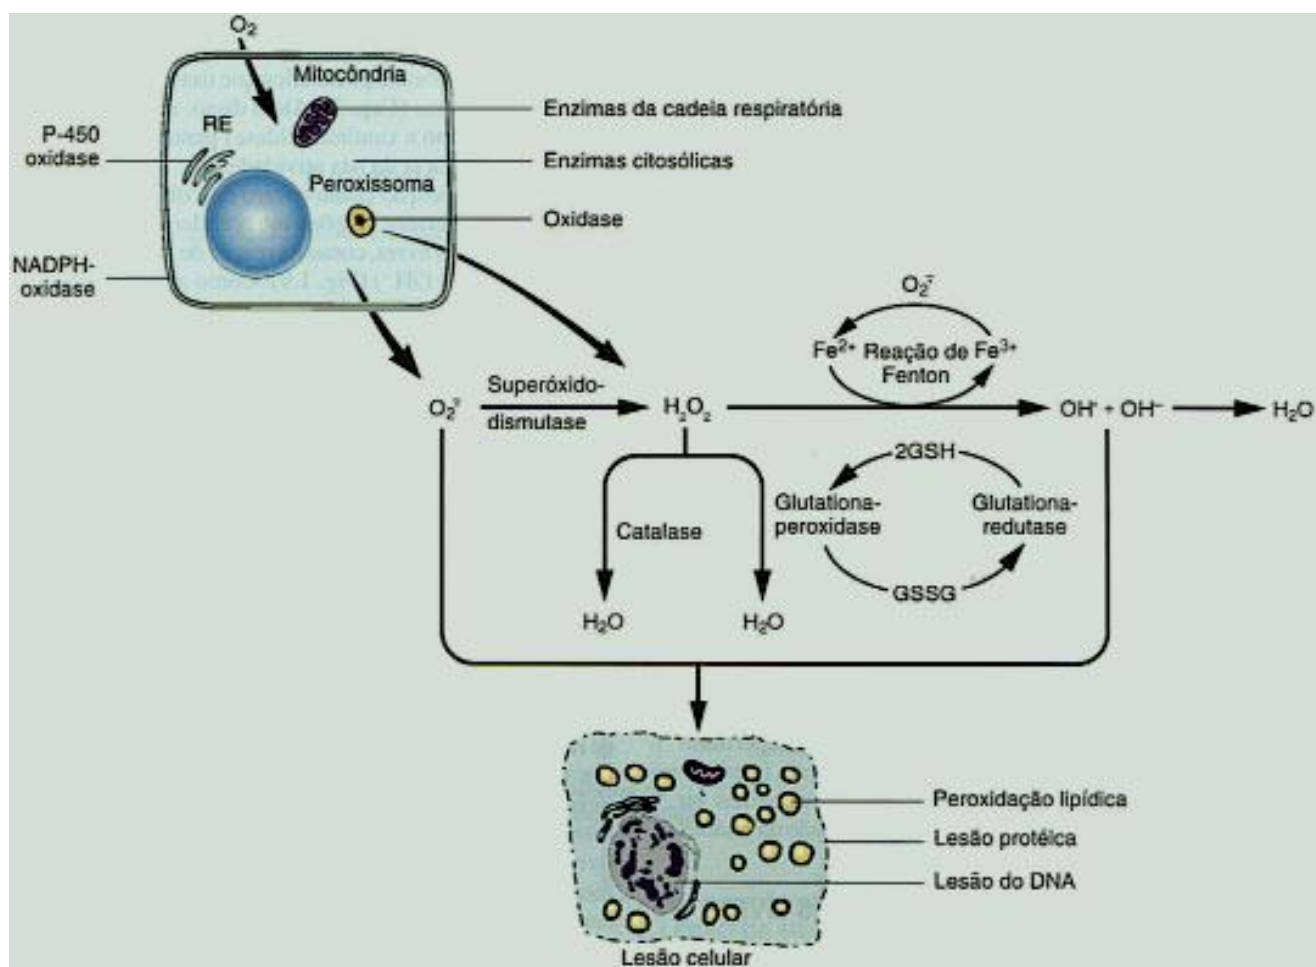 O₂
Mitocôndria
RE
P-450
oxidase
Peroxissoma
NADPH-
oxidase
Enzimas da cadeia respiratória
Enzimas citosólicas
Oxidase
O₂⁻
Fe²⁺ Reação de Fe³⁺
Fenton
O₂⁻
Superóxido-
dismutase
H₂O₂
OH• + OH⁻
H₂O
2GSH
Glutationa-
peroxidase
Glutationa-
redutase
GSSG
Catalase
H₂O
H₂O
Peroxidação lipídica
Lesão protéica
Lesão do DNA
Lesão celular